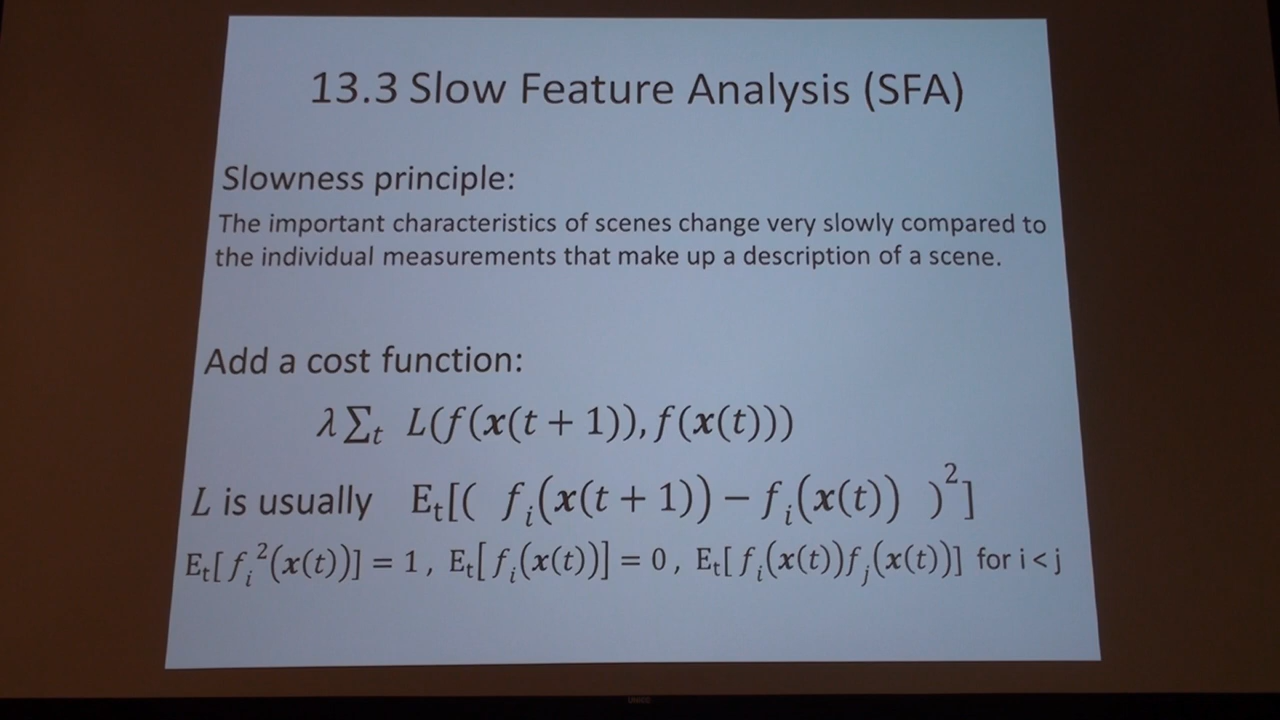 13.3 Slow Feature Analysis (SFA)
Slowness principle:
The important characteristics of scenes change very slowly compared to
the individual measurements that make up a description of a scene.
Add a cost function:
λ∑ₜ L(f(x(t + 1)), f(x(t)))
L is usually Eₜ[( fᵢ(x(t + 1)) − fᵢ(x(t)) )²]
Eₜ[fᵢ²(x(t))] = 1, Eₜ[fᵢ(x(t))] = 0, Eₜ[fᵢ(x(t))fⱼ(x(t))] for i < j